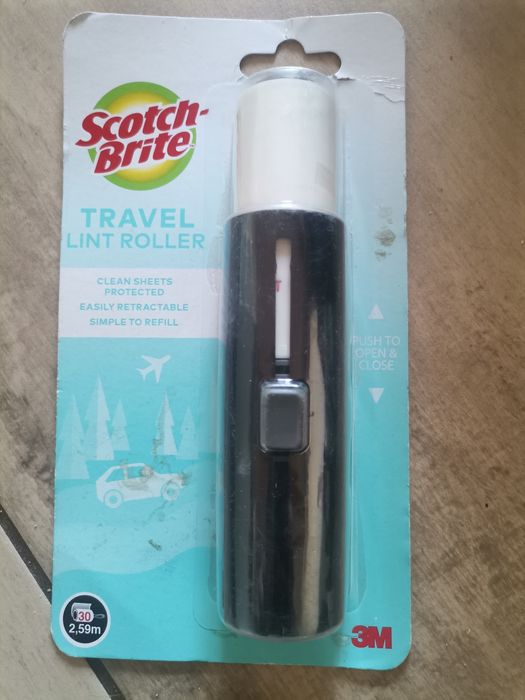 Scotch-
Brite
TRAVEL
LINT ROLLER
CLEAN SHEETS
PROTECTED
EASILY RETRACTABLE
SIMPLE TO REFILL
PUSH TO
OPEN &
CLOSE
30
2,59m
3M